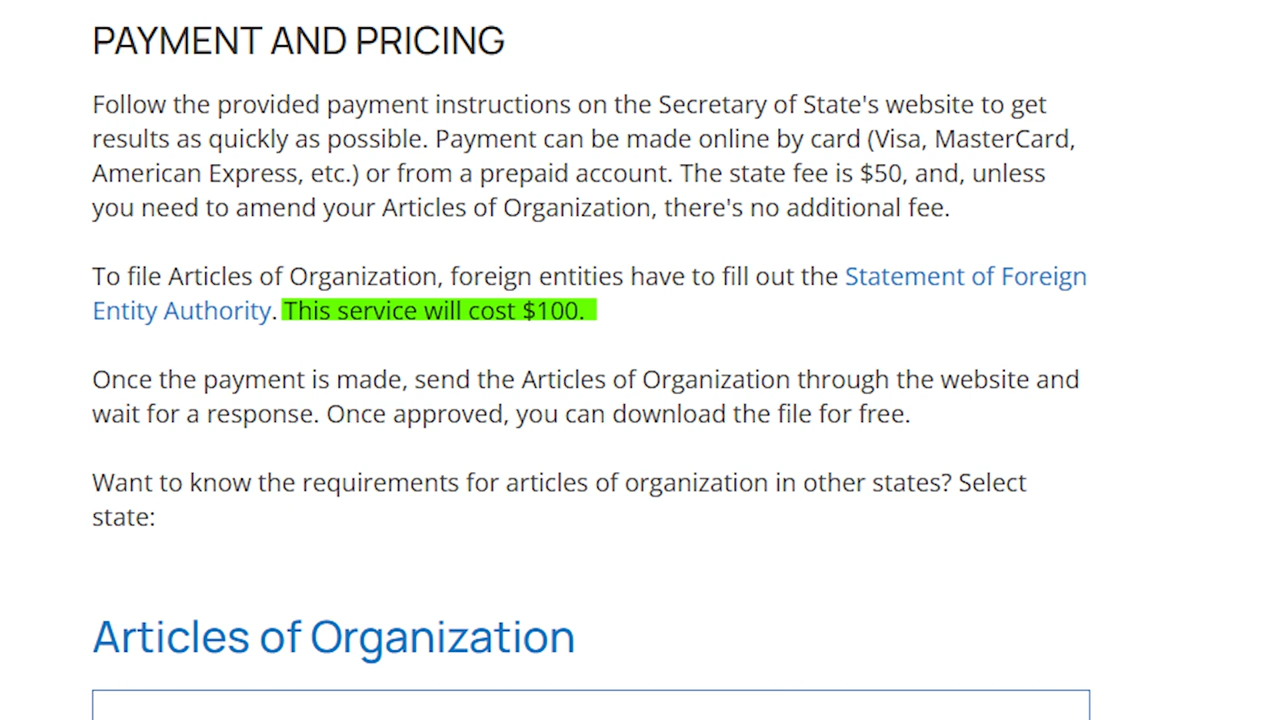 PAYMENT AND PRICING
Follow the provided payment instructions on the Secretary of State's website to get
results as quickly as possible. Payment can be made online by card (Visa, MasterCard,
American Express, etc.) or from a prepaid account. The state fee is $50, and, unless
you need to amend your Articles of Organization, there's no additional fee.
To file Articles of Organization, foreign entities have to fill out the Statement of Foreign
Entity Authority. This service will cost $100.
Once the payment is made, send the Articles of Organization through the website and
wait for a response. Once approved, you can download the file for free.
Want to know the requirements for articles of organization in other states? Select
state:
Articles of Organization